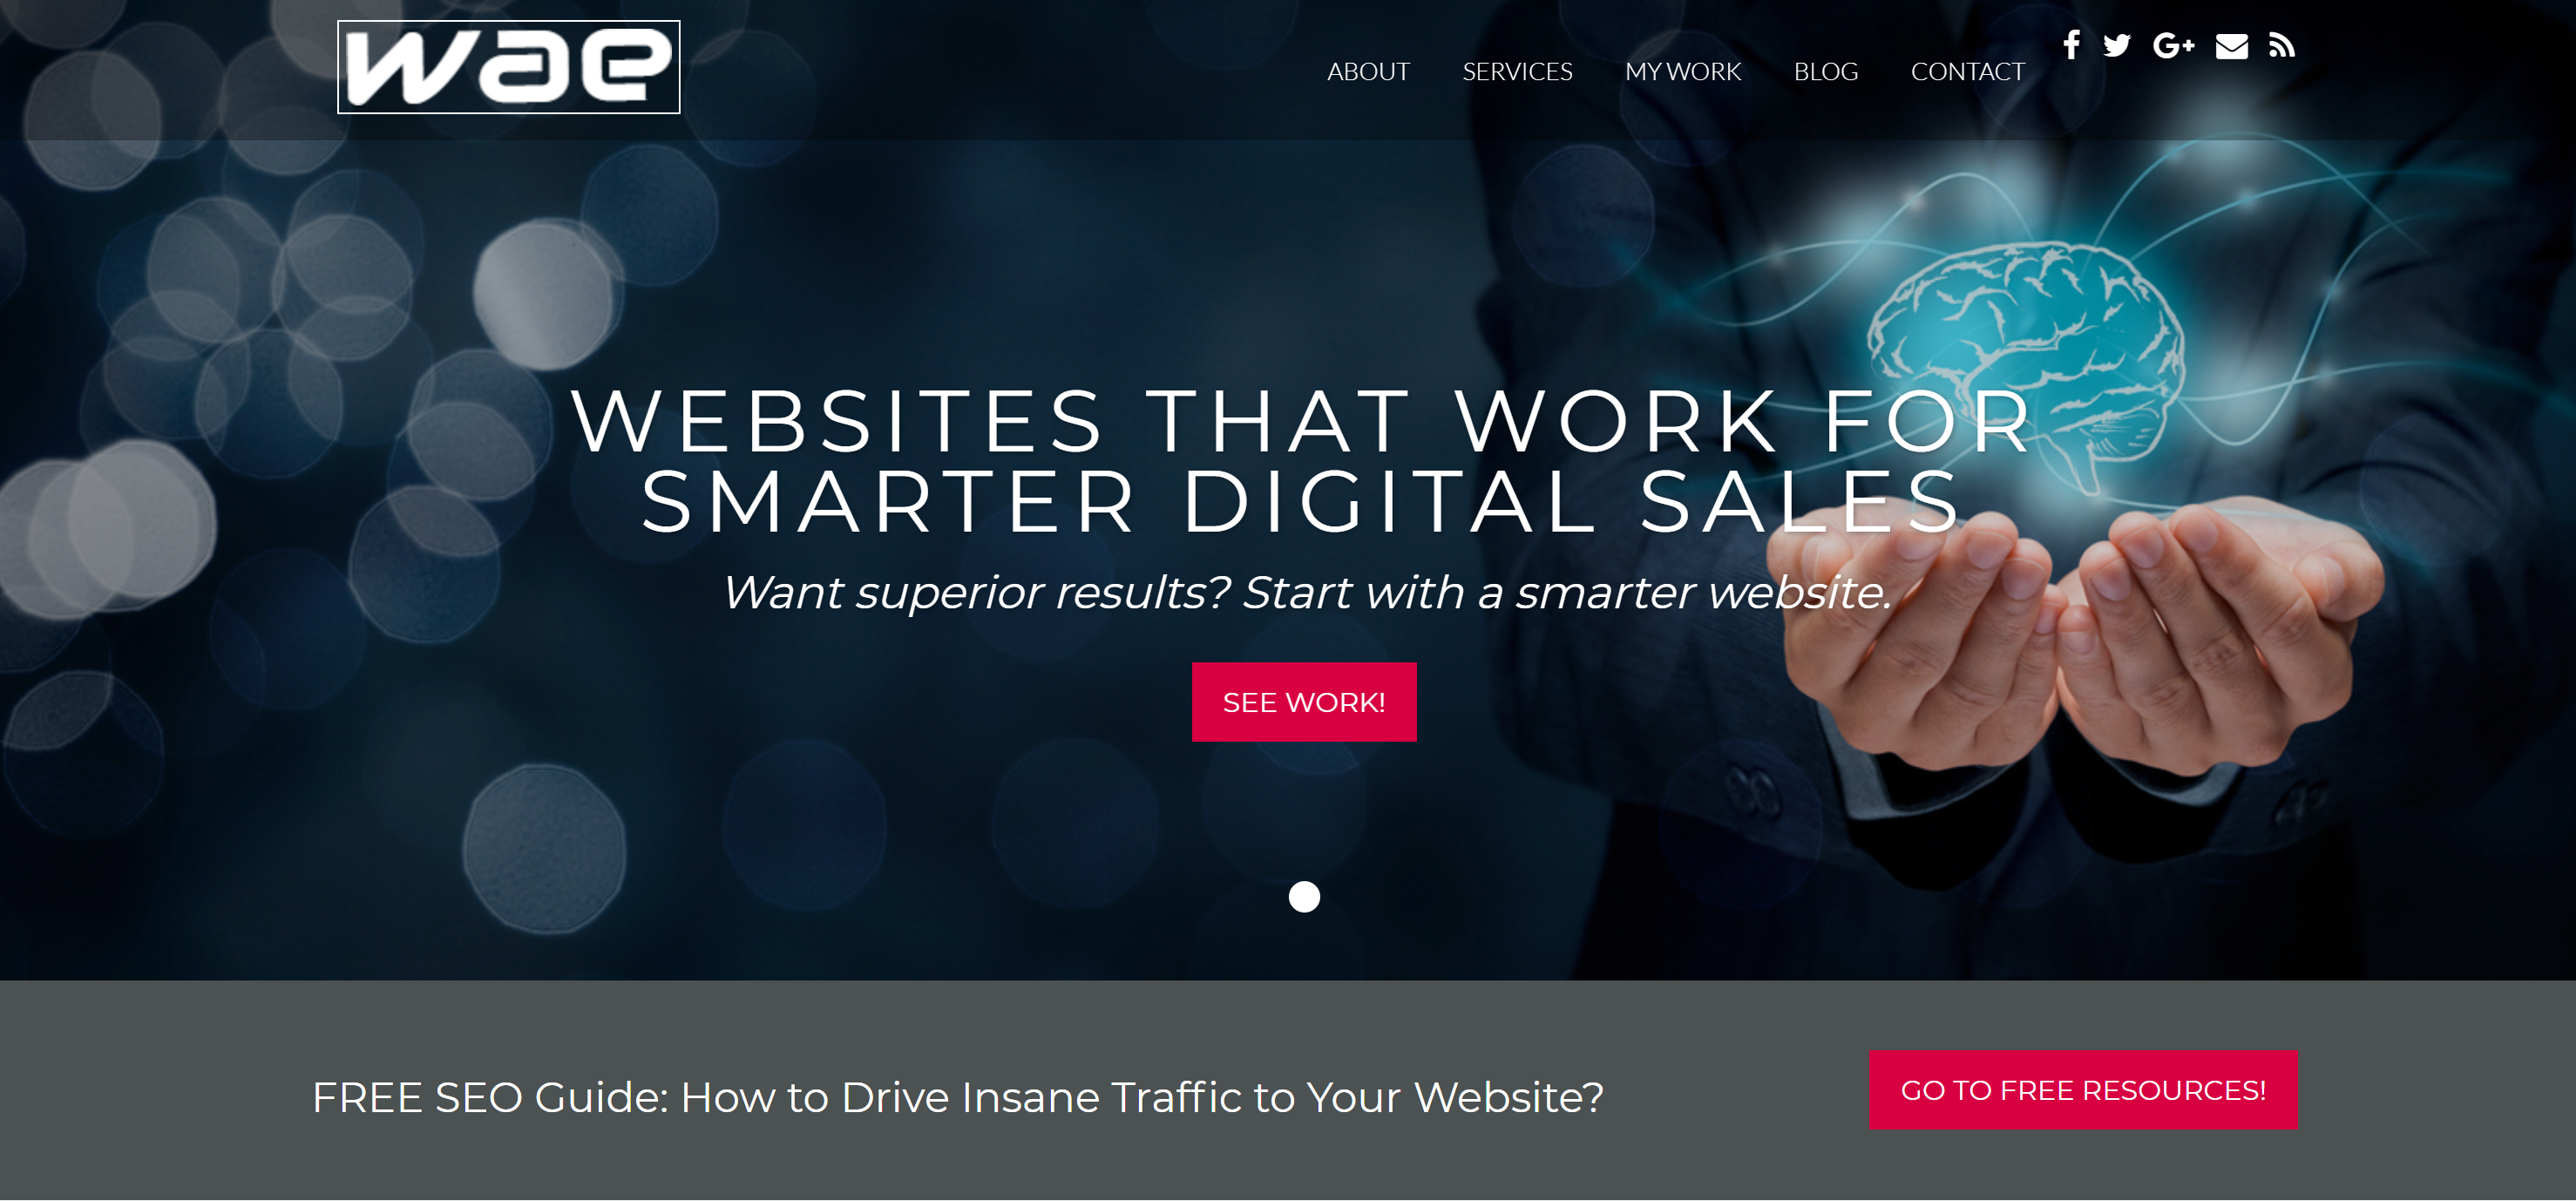 wae
ABOUT SERVICES MY WORK BLOG CONTACT
WEBSITES THAT WORK FOR
SMARTER DIGITAL SALES
Want superior results? Start with a smarter website.
SEE WORK!
FREE SEO Guide: How to Drive Insane Traffic to Your Website?
GO TO FREE RESOURCES!